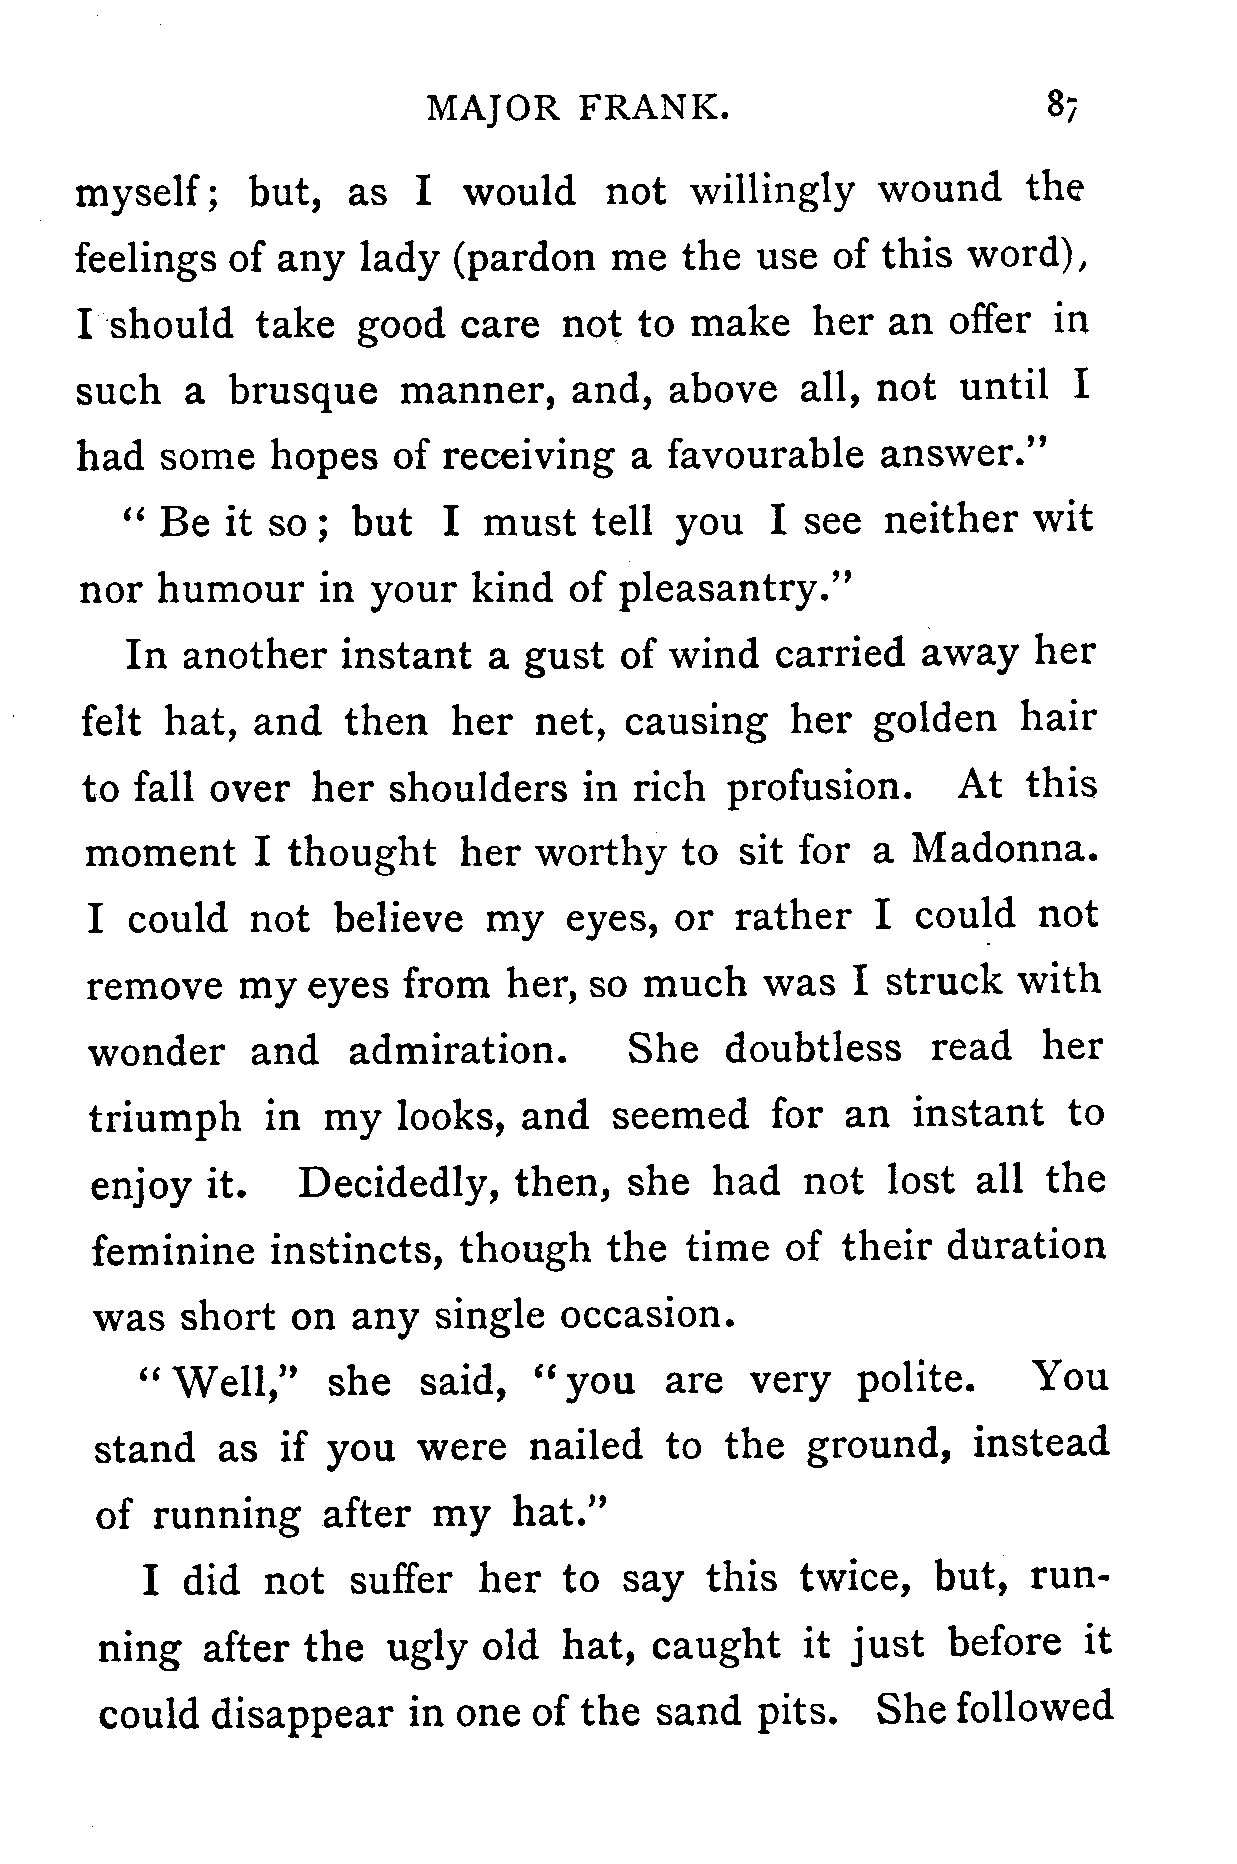 MAJOR FRANK. 87
myself; but, as I would not willingly wound the
feelings of any lady (pardon me the use of this word),
I should take good care not to make her an offer in
such a brusque manner, and, above all, not until I
had some hopes of receiving a favourable answer."
" Be it so; but I must tell you I see neither wit
nor humour in your kind of pleasantry."
In another instant a gust of wind carried away her
felt hat, and then her net, causing her golden hair
to fall over her shoulders in rich profusion. At this
moment I thought her worthy to sit for a Madonna.
I could not believe my eyes, or rather I could not
remove my eyes from her, so much was I struck with
wonder and admiration. She doubtless read her
triumph in my looks, and seemed for an instant to
enjoy it. Decidedly, then, she had not lost all the
feminine instincts, though the time of their duration
was short on any single occasion.
" Well," she said, " you are very polite. You
stand as if you were nailed to the ground, instead
of running after my hat."
I did not suffer her to say this twice, but, run-
ning after the ugly old hat, caught it just before it
could disappear in one of the sand pits. She followed